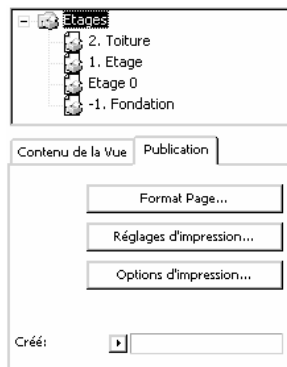 Etages
2. Toiture
1. Etage
Etage 0
-1. Fondation
Contenu de la Vue
Publication
Format Page...
Réglages d'impression...
Options d'impression...
Créé: